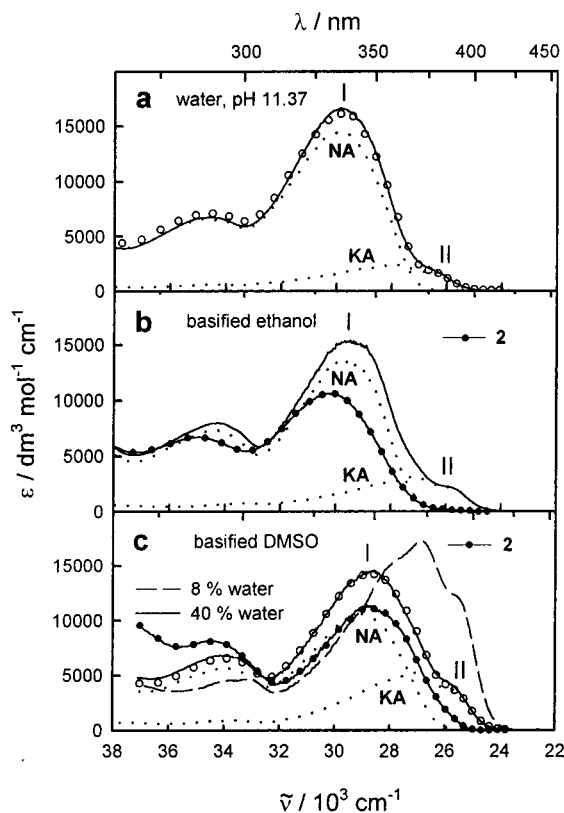 λ / nm
300 350 400 450
a water, pH 11.37 I
15000
NA
10000
5000
KA II
0
b basified ethanol I 2
15000
NA
10000
5000
KA II
0
c basified DMSO I 2
15000
8 % water
40 % water
10000
NA II
5000
KA
0
38 36 34 32 30 28 26 24 22
ṽ / 10³ cm⁻¹
ε / dm³ mol⁻¹ cm⁻¹